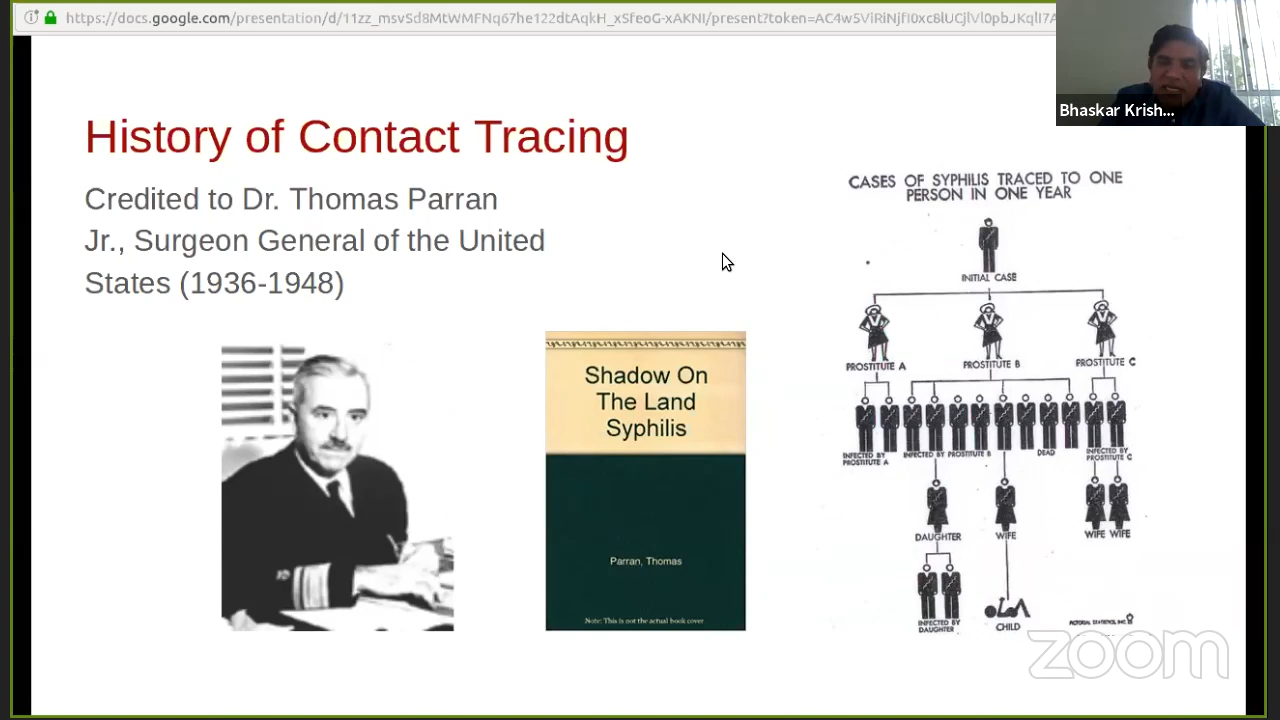 https://docs.google.com/presentation/d/11zz_msvSd8MtWMFNq67he122dtAqkH_xSfeoG-xAKNI/present?token=
Bhaskar Krish...
History of Contact Tracing
Credited to Dr. Thomas Parran
Jr., Surgeon General of the United
States (1936-1948)
Shadow On
The Land
Syphilis
Parran, Thomas
Note: This is not the actual book cover
CASES OF SYPHILIS TRACED TO ONE
PERSON IN ONE YEAR
INITIAL CASE
PROSTITUTE A
PROSTITUTE B
PROSTITUTE C
INFECTED BY
PROSTITUTE A
INFECTED BY PROSTITUTE B
DEAD
INFECTED BY
PROSTITUTE C
DAUGHTER
WIFE
WIFE WIFE
INFECTED BY
DAUGHTER
CHILD
PICTORIAL STATISTICS, INC.
zoom